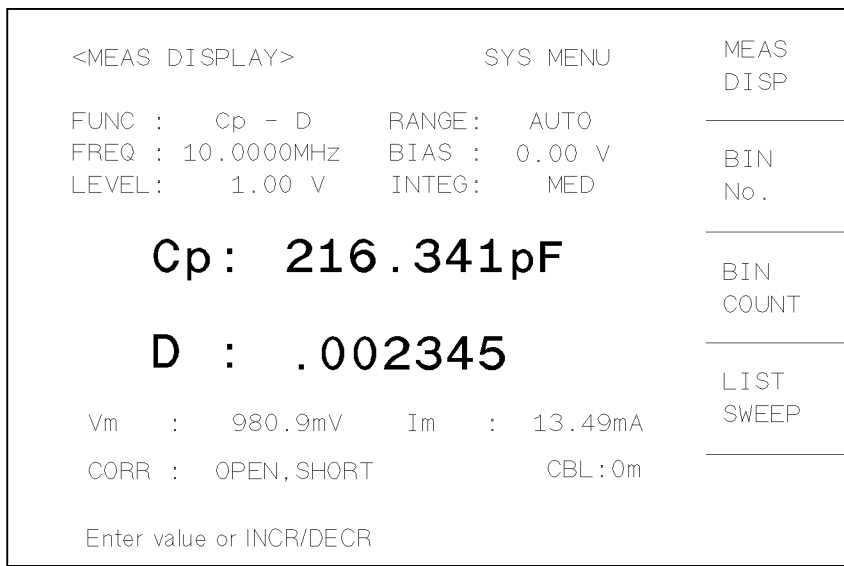 <MEAS DISPLAY> SYS MENU
FUNC : Cp - D RANGE: AUTO
FREQ : 10.0000MHz BIAS : 0.00 V
LEVEL: 1.00 V INTEG: MED
Cp: 216.341pF
D : .002345
Vm : 980.9mV Im : 13.49mA
CORR : OPEN,SHORT CBL:0m
Enter value or INCR/DECR
MEAS
DISP
BIN
No.
BIN
COUNT
LIST
SWEEP